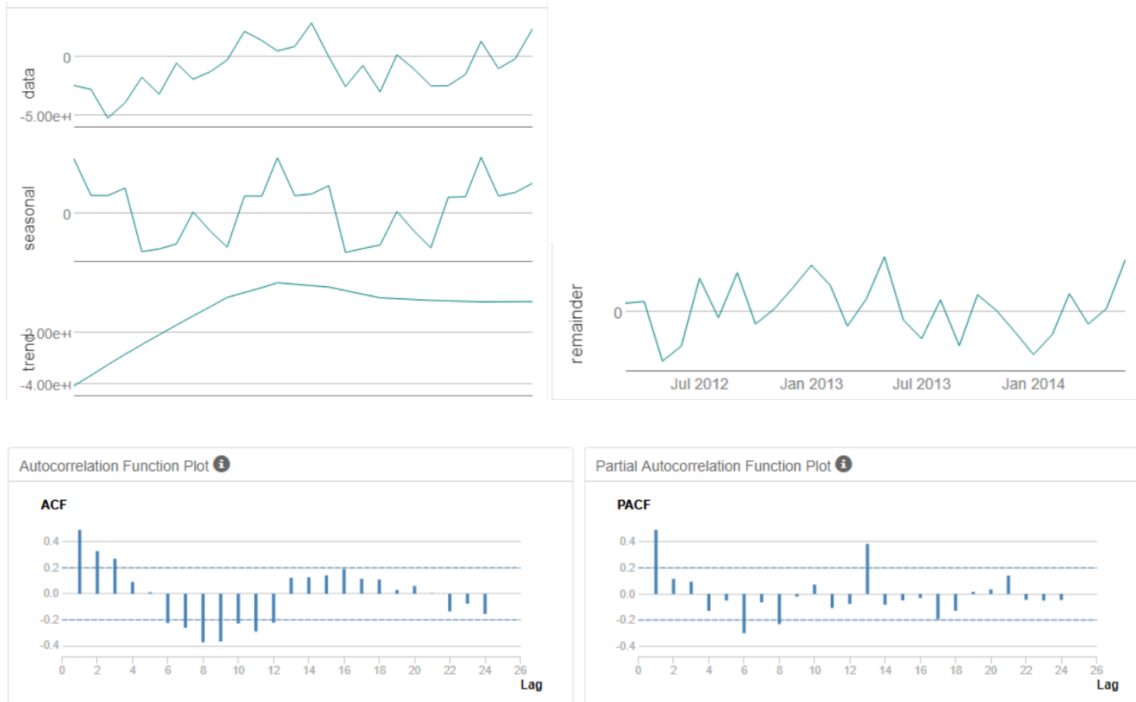 0
data
-5.00e+
0
seasonal
trend
-4.00e+
0
remainder
Jul 2012 Jan 2013 Jul 2013 Jan 2014
Autocorrelation Function Plot
ACF
0.4
0.2
0.0
-0.2
-0.4
0 2 4 6 8 10 12 14 16 18 20 22 24 26
Lag
Partial Autocorrelation Function Plot
PACF
0.4
0.2
0.0
-0.2
-0.4
0 2 4 6 8 10 12 14 16 18 20 22 24 26
Lag